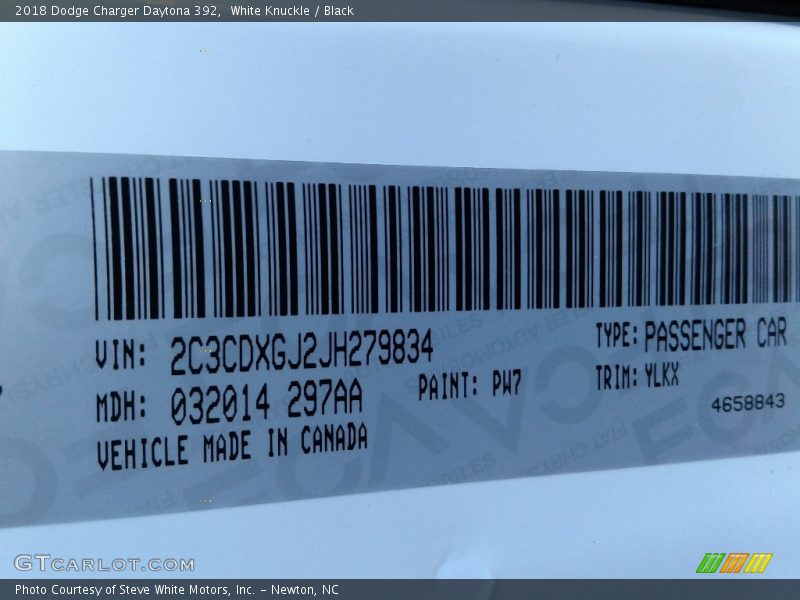 2018 Dodge Charger Daytona 392, White Knuckle / Black
VIN: 2C3CDXGJ2JH279834
TYPE: PASSENGER CAR
MDH: 032014 297AA
PAINT: PW7
TRIM: YLKX
4658843
VEHICLE MADE IN CANADA
GTCARLOT.COM
Photo Courtesy of Steve White Motors, Inc. – Newton, NC